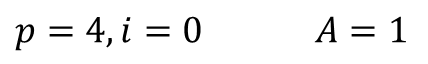 p = 4, i = 0 A = 1